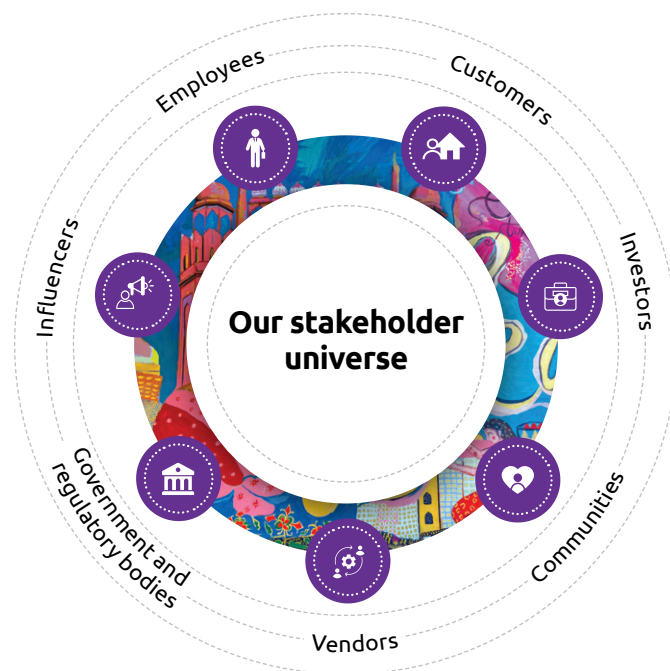 Our stakeholder
universe
Customers
Investors
Communities
Vendors
Government and
regulatory bodies
Influencers
Employees